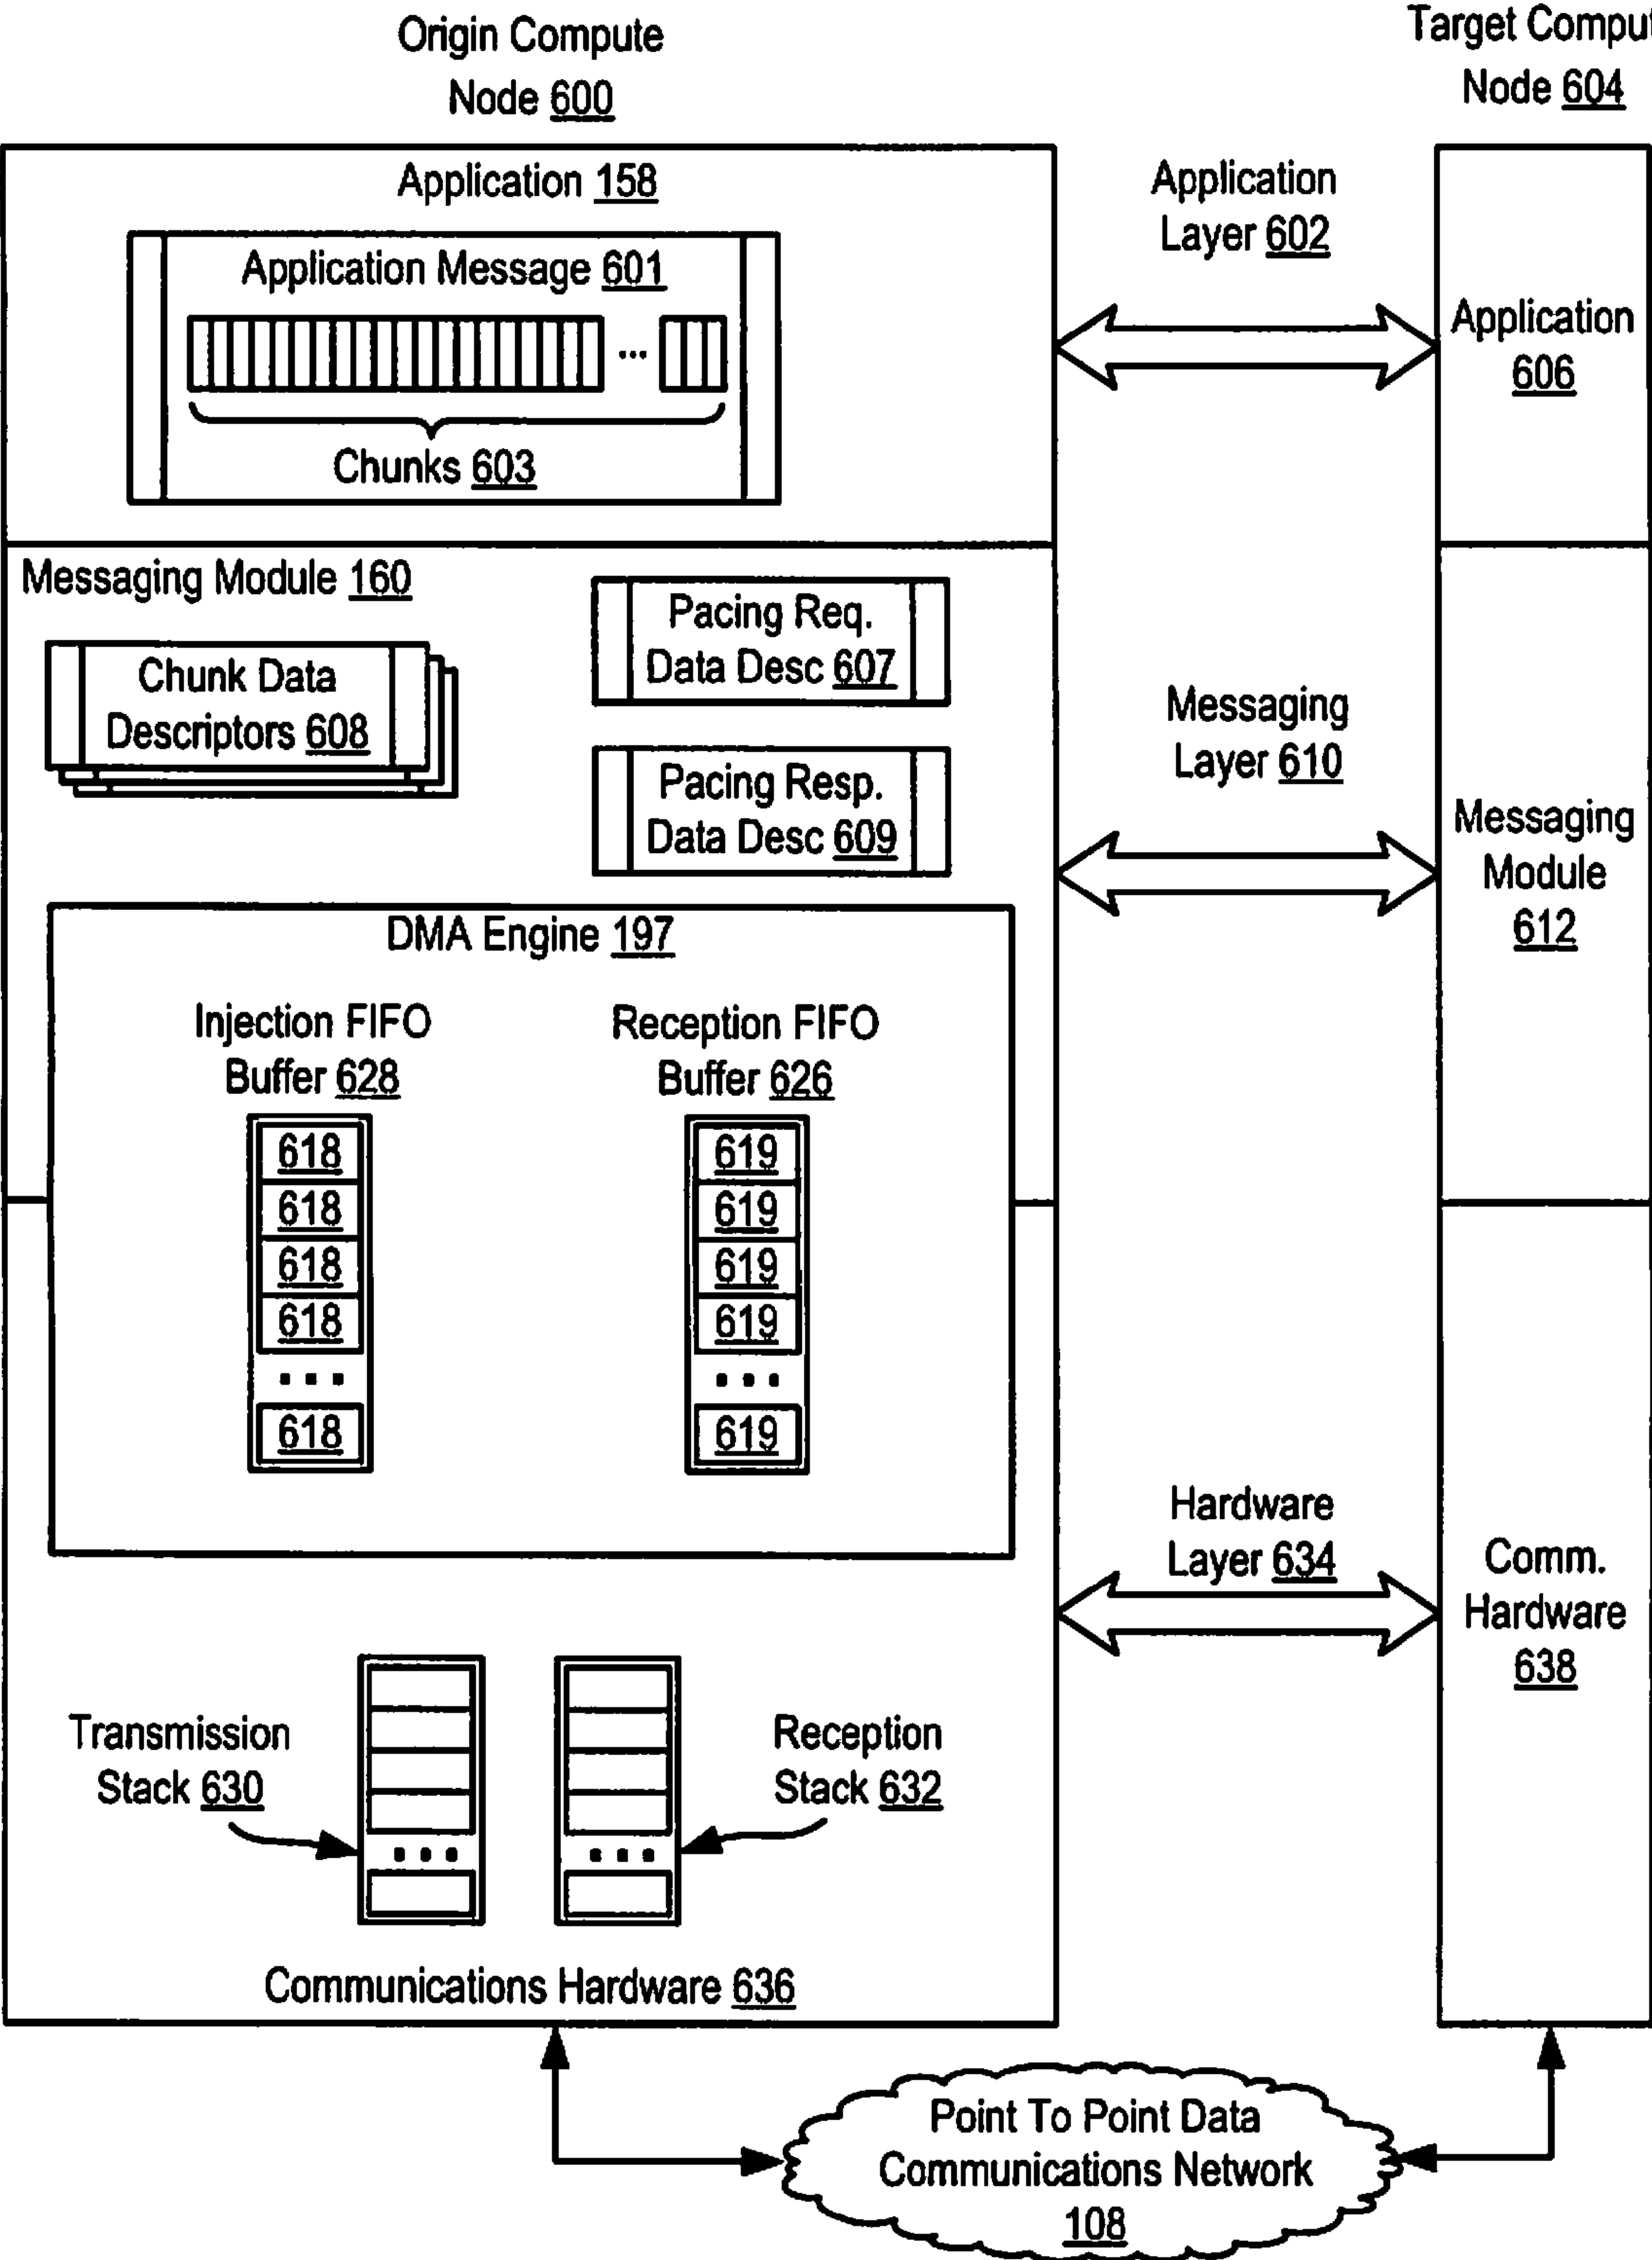 Origin Compute
Node 600
Target Comput
Node 604
Application 158
Application Message 601
...
Chunks 603
Application
Layer 602
Application
606
Messaging Module 160
Chunk Data
Descriptors 608
Pacing Req.
Data Desc 607
Pacing Resp.
Data Desc 609
Messaging
Layer 610
Messaging
Module
612
DMA Engine 197
Injection FIFO
Buffer 628
618
618
618
618
...
618
Reception FIFO
Buffer 626
619
619
619
619
...
619
Hardware
Layer 634
Comm.
Hardware
638
Transmission
Stack 630
...
...
Reception
Stack 632
Communications Hardware 636
Point To Point Data
Communications Network
108